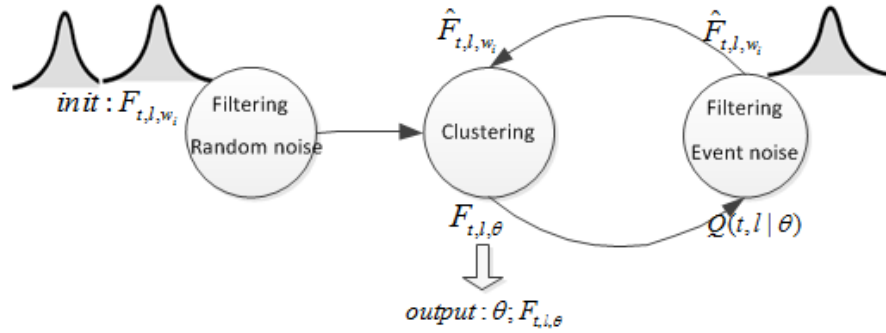 F̂_{t,l,w_i}
F̂_{t,l,w_i}
init : F_{t,l,w_i}
Filtering
Random noise
Clustering
Filtering
Event noise
F_{t,l,θ}
Q(t,l|θ)
output : θ; F_{t,l,θ}